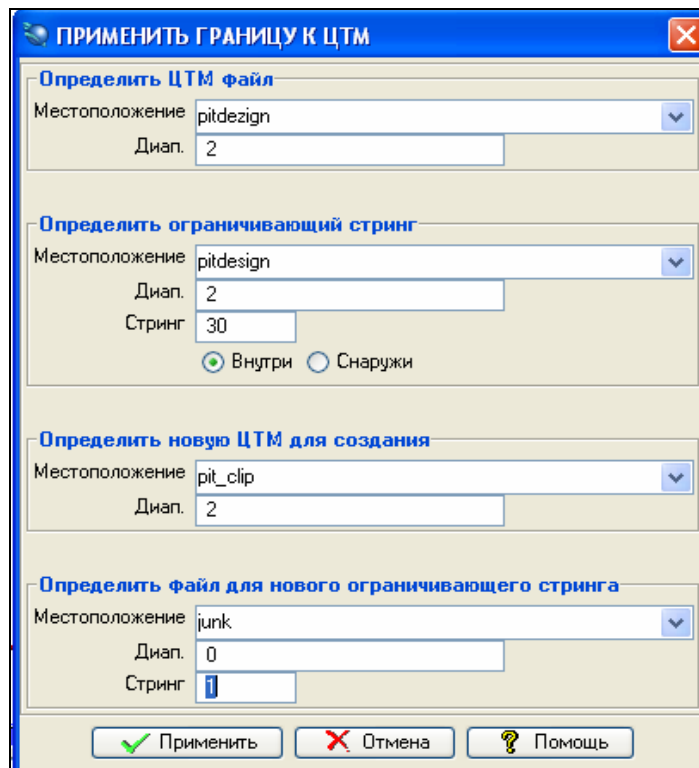 ПРИМЕНИТЬ ГРАНИЦУ К ЦТМ
Определить ЦТМ файл
Местоположение pitdezign
Диап. 2
Определить ограничивающий стринг
Местоположение pitdesign
Диап. 2
Стринг 30
Внутри Снаружи
Определить новую ЦТМ для создания
Местоположение pit_clip
Диап. 2
Определить файл для нового ограничивающего стринга
Местоположение junk
Диап. 0
Стринг 1
Применить Отмена Помощь